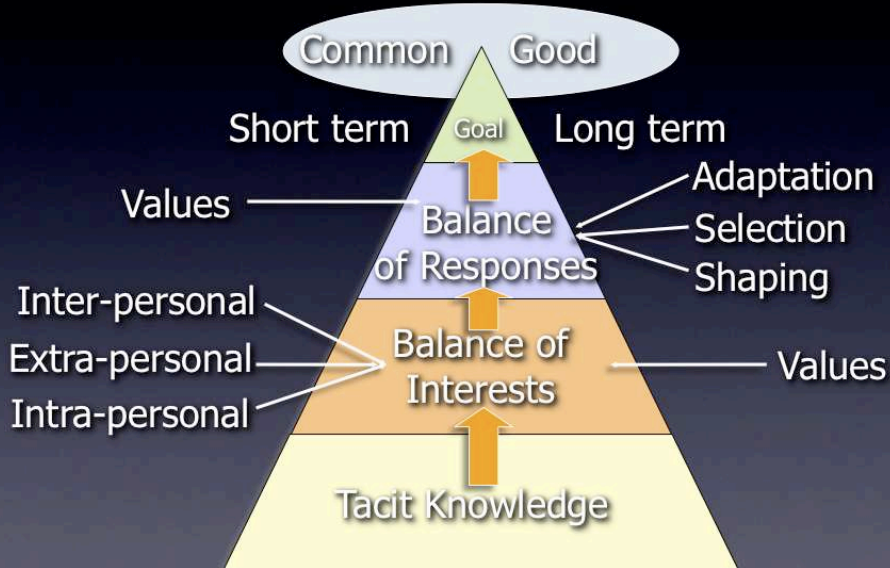 Common Good
Short term Goal Long term
Adaptation
Values
Balance
of Responses
Selection
Shaping
Inter-personal
Extra-personal
Intra-personal
Balance of
Interests
Values
Tacit Knowledge